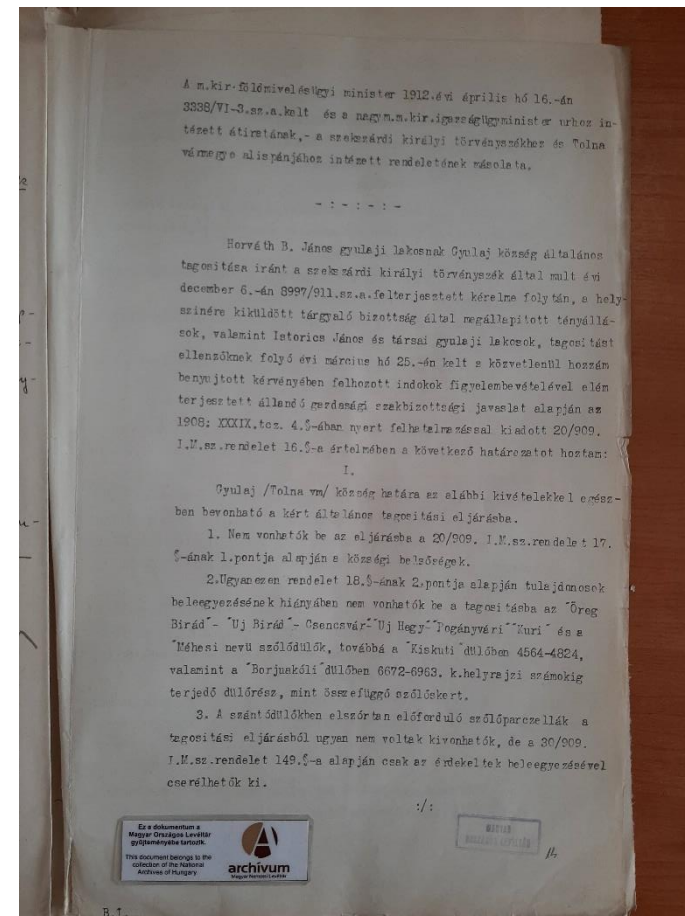 A m.kir.földmivelésügyi minister 1912.évi április hó 16.-án
3338/VI-3.sz.a.kelt és a nagym.m.kir.igazságügyminister urhoz in-
tézett átiratának,- a szekszárdi királyi törvényszékhez és Tolna
vármegye alispánjához intézett rendeletének másolata.
- : - : - : -
Horváth B. János gyulaji lakosnak Gyulaj község általános
tagositása iránt a szekszárdi királyi törvényszék által mult évi
december 6.-án 8997/911.sz.a.felterjesztett kérelme folytán, a hely-
szinére kiküldött tárgyaló bizottság által megállapitott tényállá-
sok, valamint Istorics János és társai gyulaji lakosok, tagositást
ellenzőknek folyó évi március hó 25.-én kelt s közvetlenül hozzám
benyujtott kérvényében felhozott indokok figyelembevételével elém
terjesztett állandó gazdasági szakbizottsági javaslat alapján az
1908: XXXIX.tcz. 4.§-ában nyert felhatalmazással kiadott 20/909.
I.M.sz.rendelet 16.§-a értelmében a következő határozatot hoztam:
I.
Gyulaj /Tolna vm/ község határa az alábbi kivételekkel egész-
ben bevonható a kért általános tagositási eljárásba.
1. Nem vonhatók be az eljárásba a 20/909. I.M.sz.rendelet 17.
§-ának 1.pontja alapján a községi belsőségek.
2.Ugyanezen rendelet 18.§-ának 2.pontja alapján tulajdonosok
beleegyezésének hiányában nem vonhatók be a tagositásba az "Öreg
Birád"- "Uj Birád"- Csencsvár-"Uj Hegy""Pogányvári""Kuri" és a
"Méhesi nevü szőlődülők, továbbá a "Kiskuti"dülőben 4564-4824,
valamint a "Borjuakóli"dülőben 6672-6963. k.helyrajzi számokig
terjedő dülőrész, mint összefüggő szőlőskert.
3. A szántódülőkben elszórtan előforduló szőlőparczellák a
tagositási eljárásból ugyan nem voltak kivonhatók, de a 30/909.
I.M.sz.rendelet 149.§-a alapján csak az érdekeltek beleegyezésével
cserélhetők ki.
:/:
Ez a dokumentum a
Magyar Országos Levéltár
gyűjteményébe tartozik.
This document belongs to the
collection of the National
Archives of Hungary.
archívum
Magyar Nemzeti Levéltár
14
B.I.